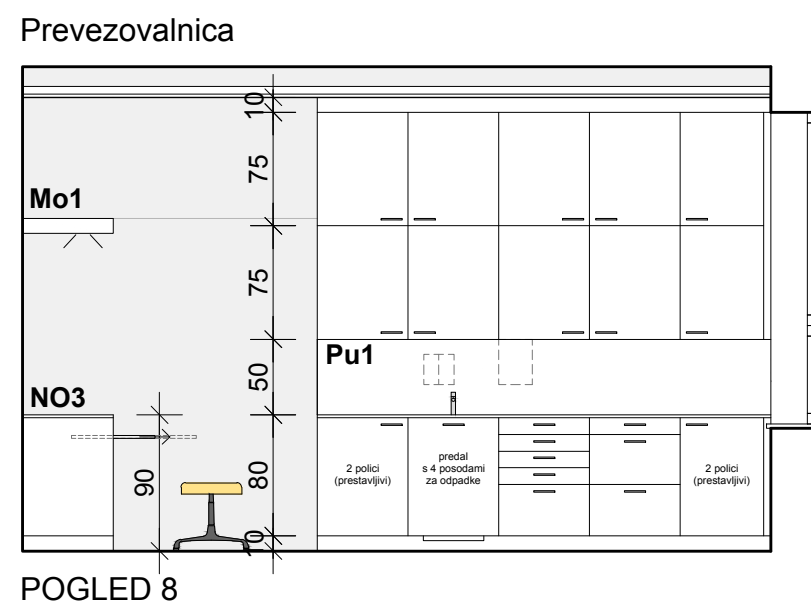 Prevezovalnica
10
75
Mo1
75
Pu1
50
NO3
90
80
2 polici
(prestavljivi)
predal
s 4 posodami
za odpadke
2 polici
(prestavljivi)
POGLED 8